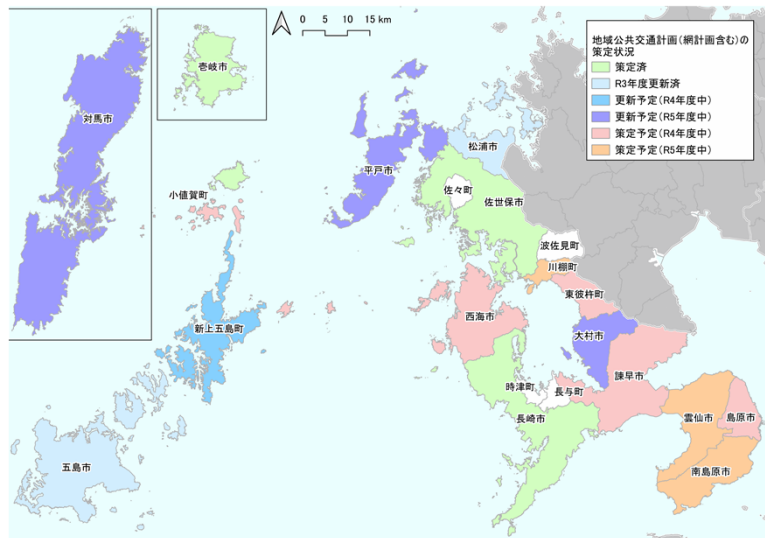 0 5 10 15 km
地域公共交通計画(網計画含む)の
策定状況
策定済
R3年度更新済
更新予定(R4年度中)
更新予定(R5年度中)
策定予定(R4年度中)
策定予定(R5年度中)
壱岐市
対馬市
松浦市
平戸市
佐々町
小値賀町
佐世保市
波佐見町
川棚町
東彼杵町
西海市
新上五島町
大村市
諫早市
時津町
長与町
雲仙市
島原市
長崎市
五島市
南島原市